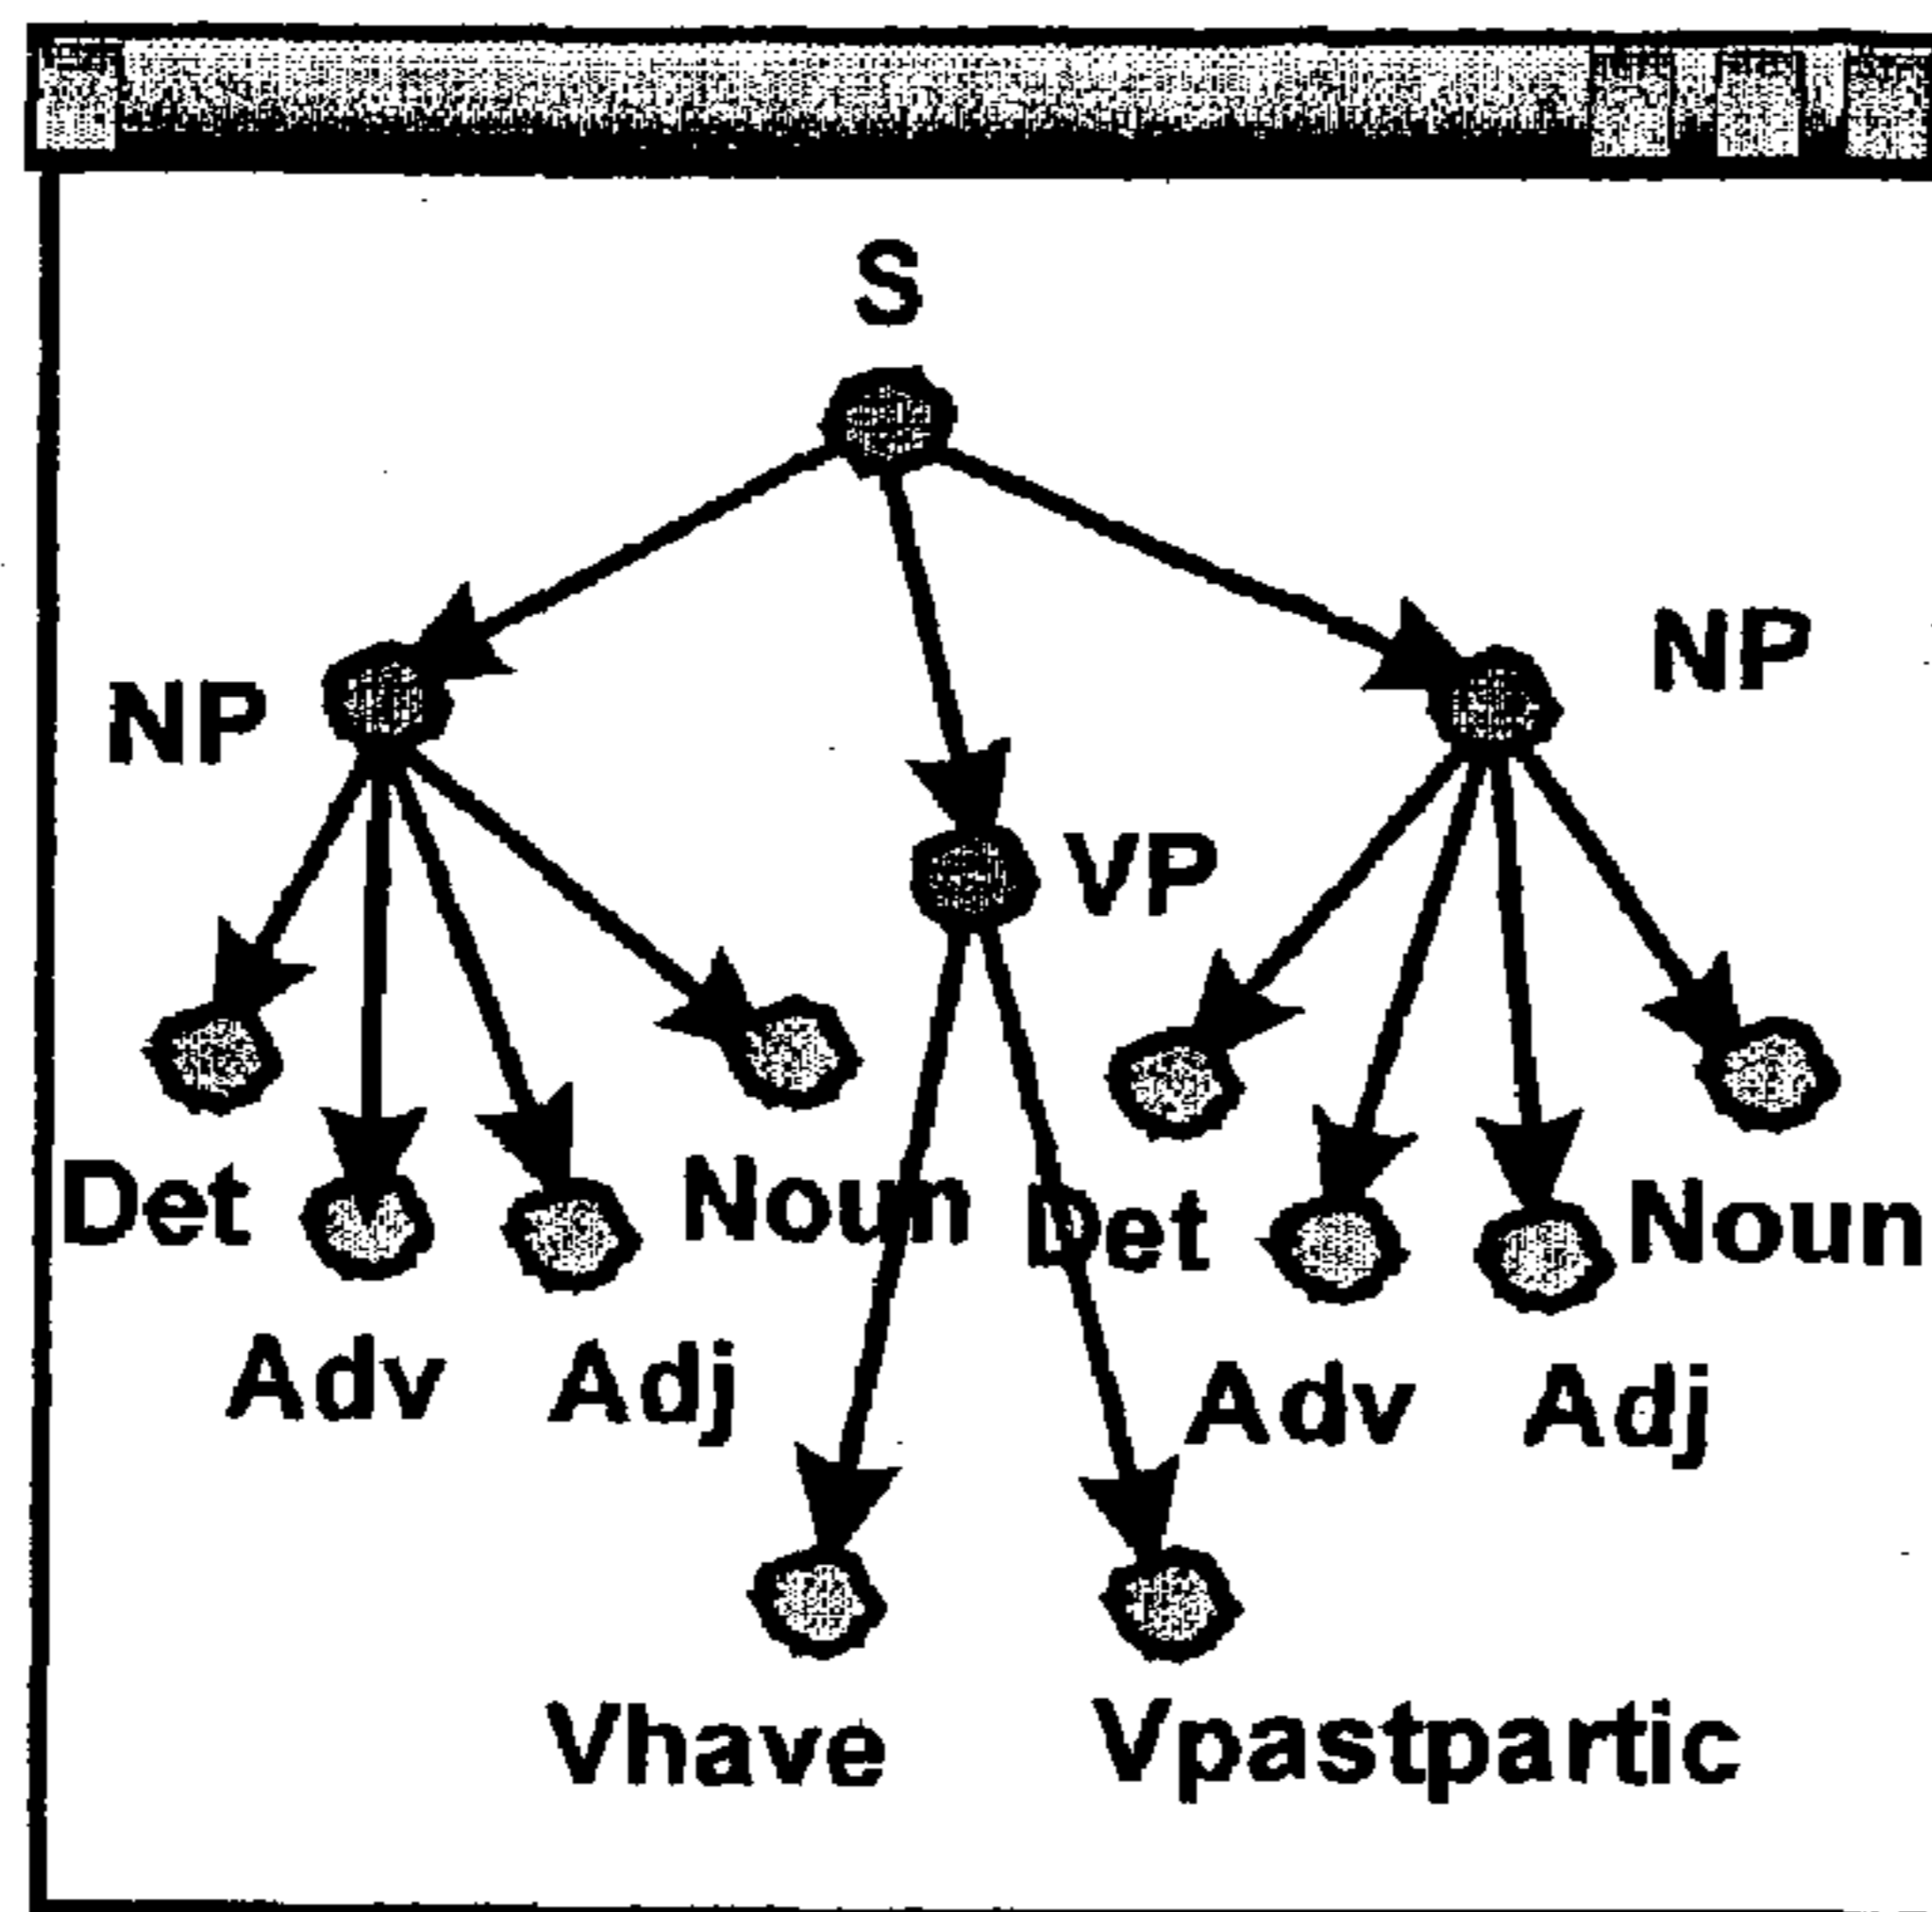 S
NP
NP
VP
Det
Noun
Det
Noun
Adv
Adj
Adv
Adj
Vhave
Vpastpartic